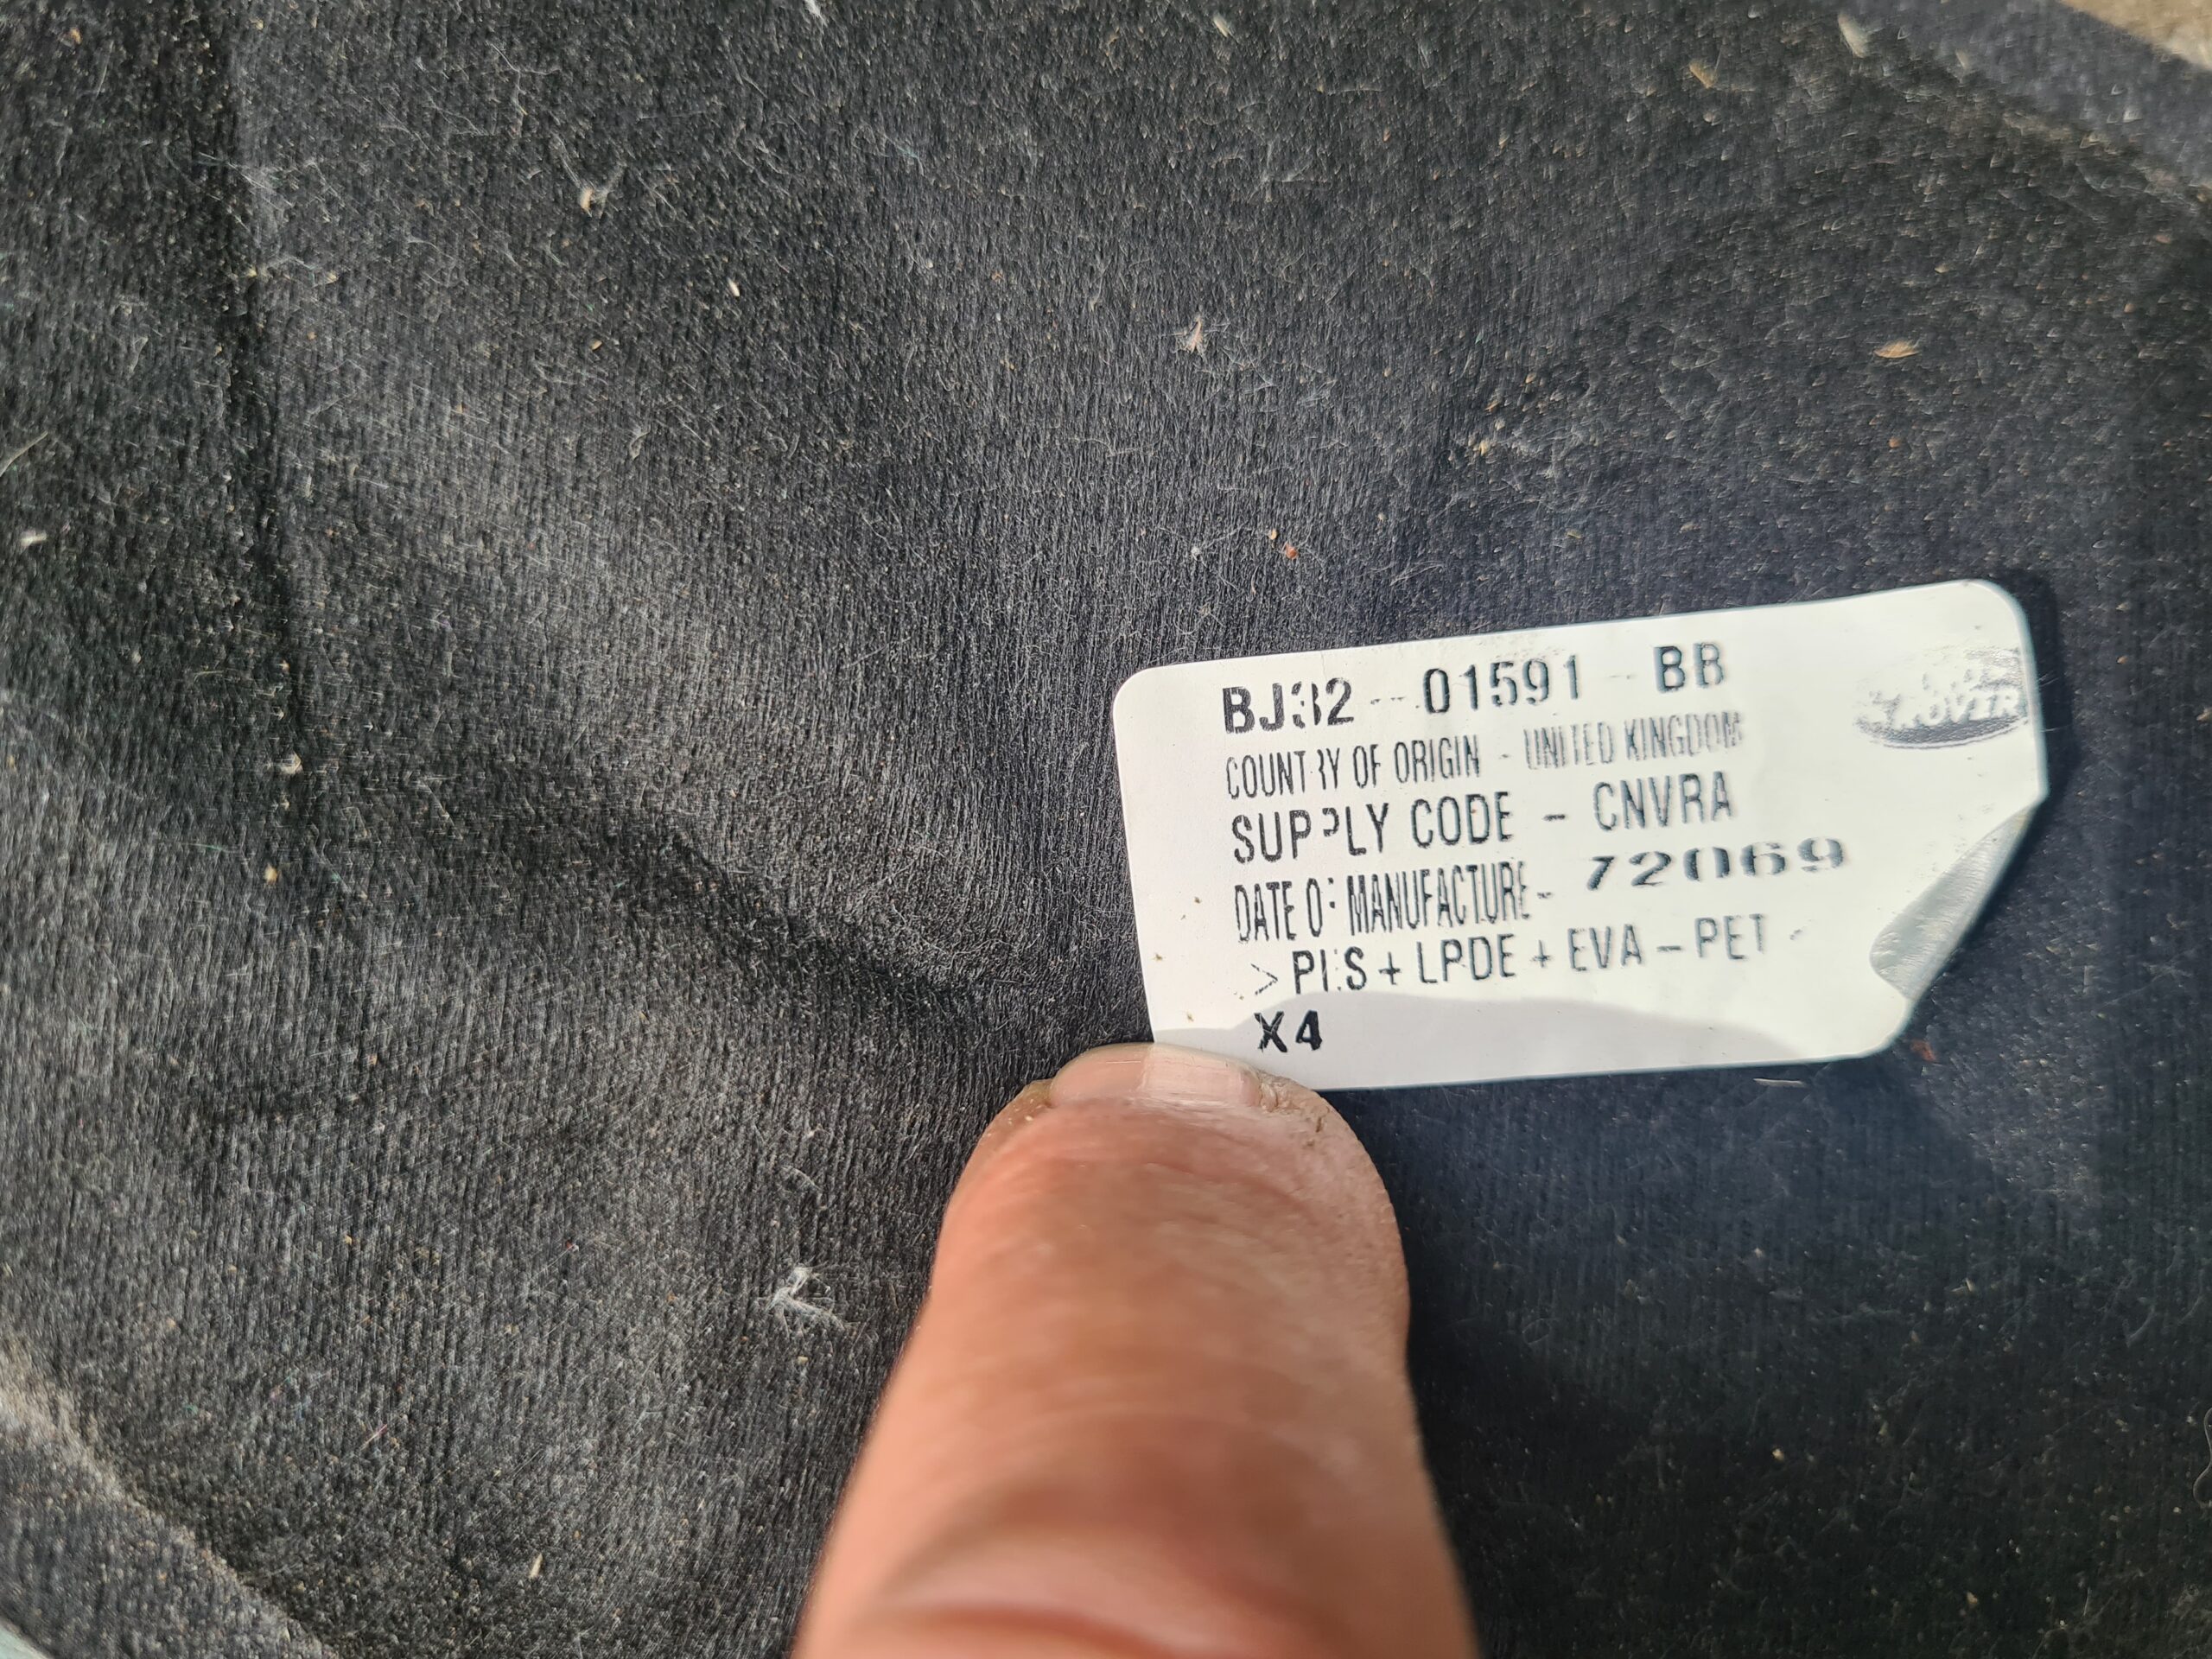 BJ32 - 01591 - BB
COUNTRY OF ORIGIN - UNITED KINGDOM
SUPPLY CODE - CNVRA
DATE OF MANUFACTURE - 72069
> PES + LPDE + EVA - PET
X4
ROVER